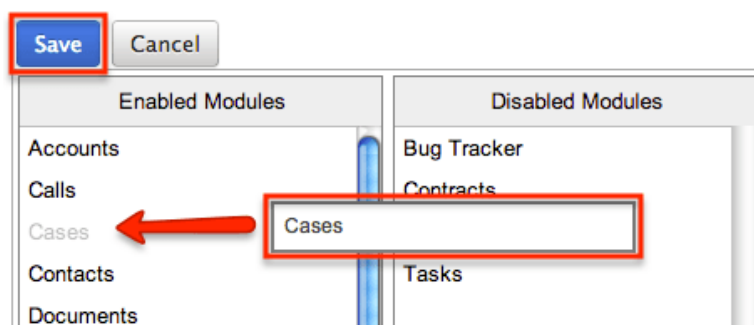 Save Cancel
Enabled Modules Disabled Modules
Accounts Bug Tracker
Calls Contracts
Cases Cases
Contacts Tasks
Documents